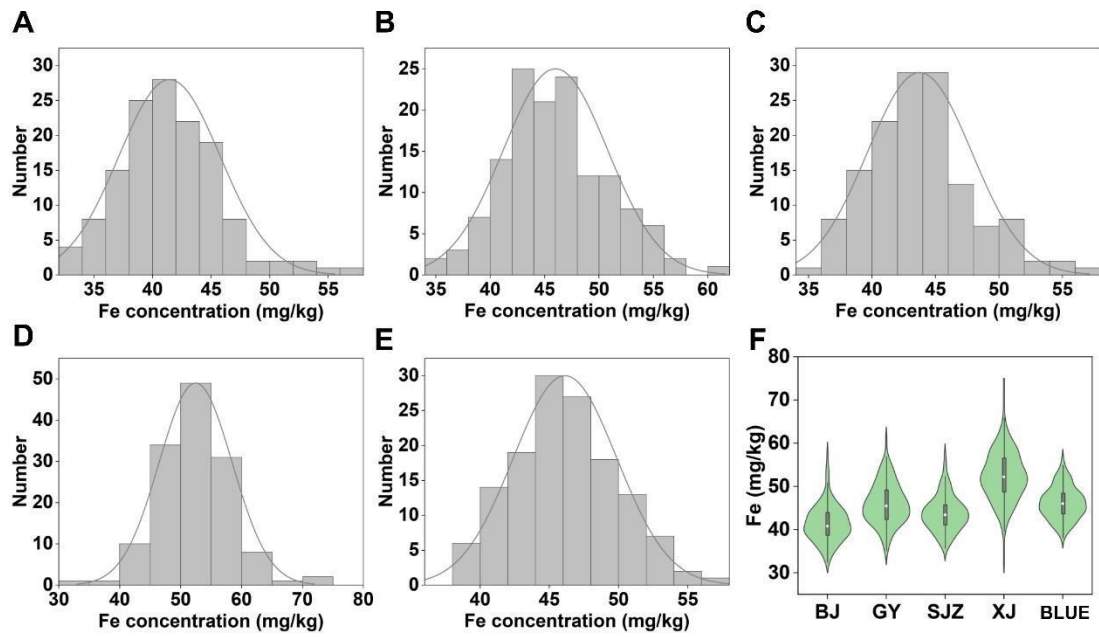 A
B
C
Number
30
25
20
15
10
5
0
35 40 45 50 55
Fe concentration (mg/kg)
Number
25
20
15
10
5
0
35 40 45 50 55 60
Fe concentration (mg/kg)
Number
30
25
20
15
10
5
0
35 40 45 50 55
Fe concentration (mg/kg)
D
E
F
Number
50
40
30
20
10
0
30 40 50 60 70 80
Fe concentration (mg/kg)
Number
30
25
20
15
10
5
0
40 45 50 55
Fe concentration (mg/kg)
Fe (mg/kg)
80
70
60
50
40
30
BJ GY SJZ XJ BLUE